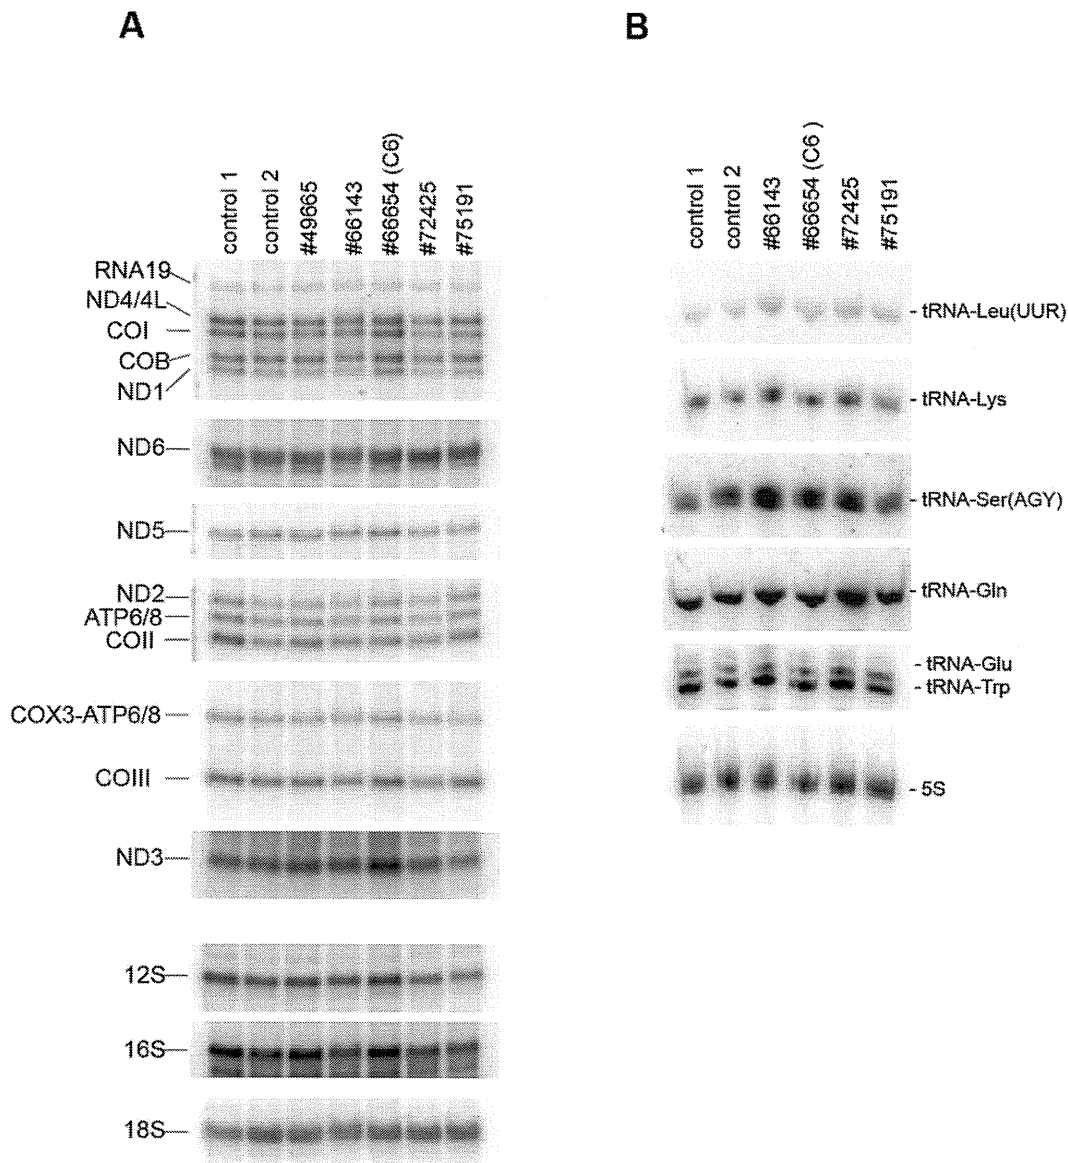 A
control 1
control 2
#49665
#66143
#66654 (C6)
#72425
#75191
RNA19
ND4/4L
COI
COB
ND1
ND6
ND5
ND2
ATP6/8
COII
COX3-ATP6/8
COIII
ND3
12S
16S
18S
B
control 1
control 2
#66143
#66654 (C6 )
#72425
#75191
- tRNA-Leu(UUR)
- tRNA-Lys
- tRNA-Ser(AGY)
- tRNA-Gln
- tRNA-Glu
- tRNA-Trp
- 5S